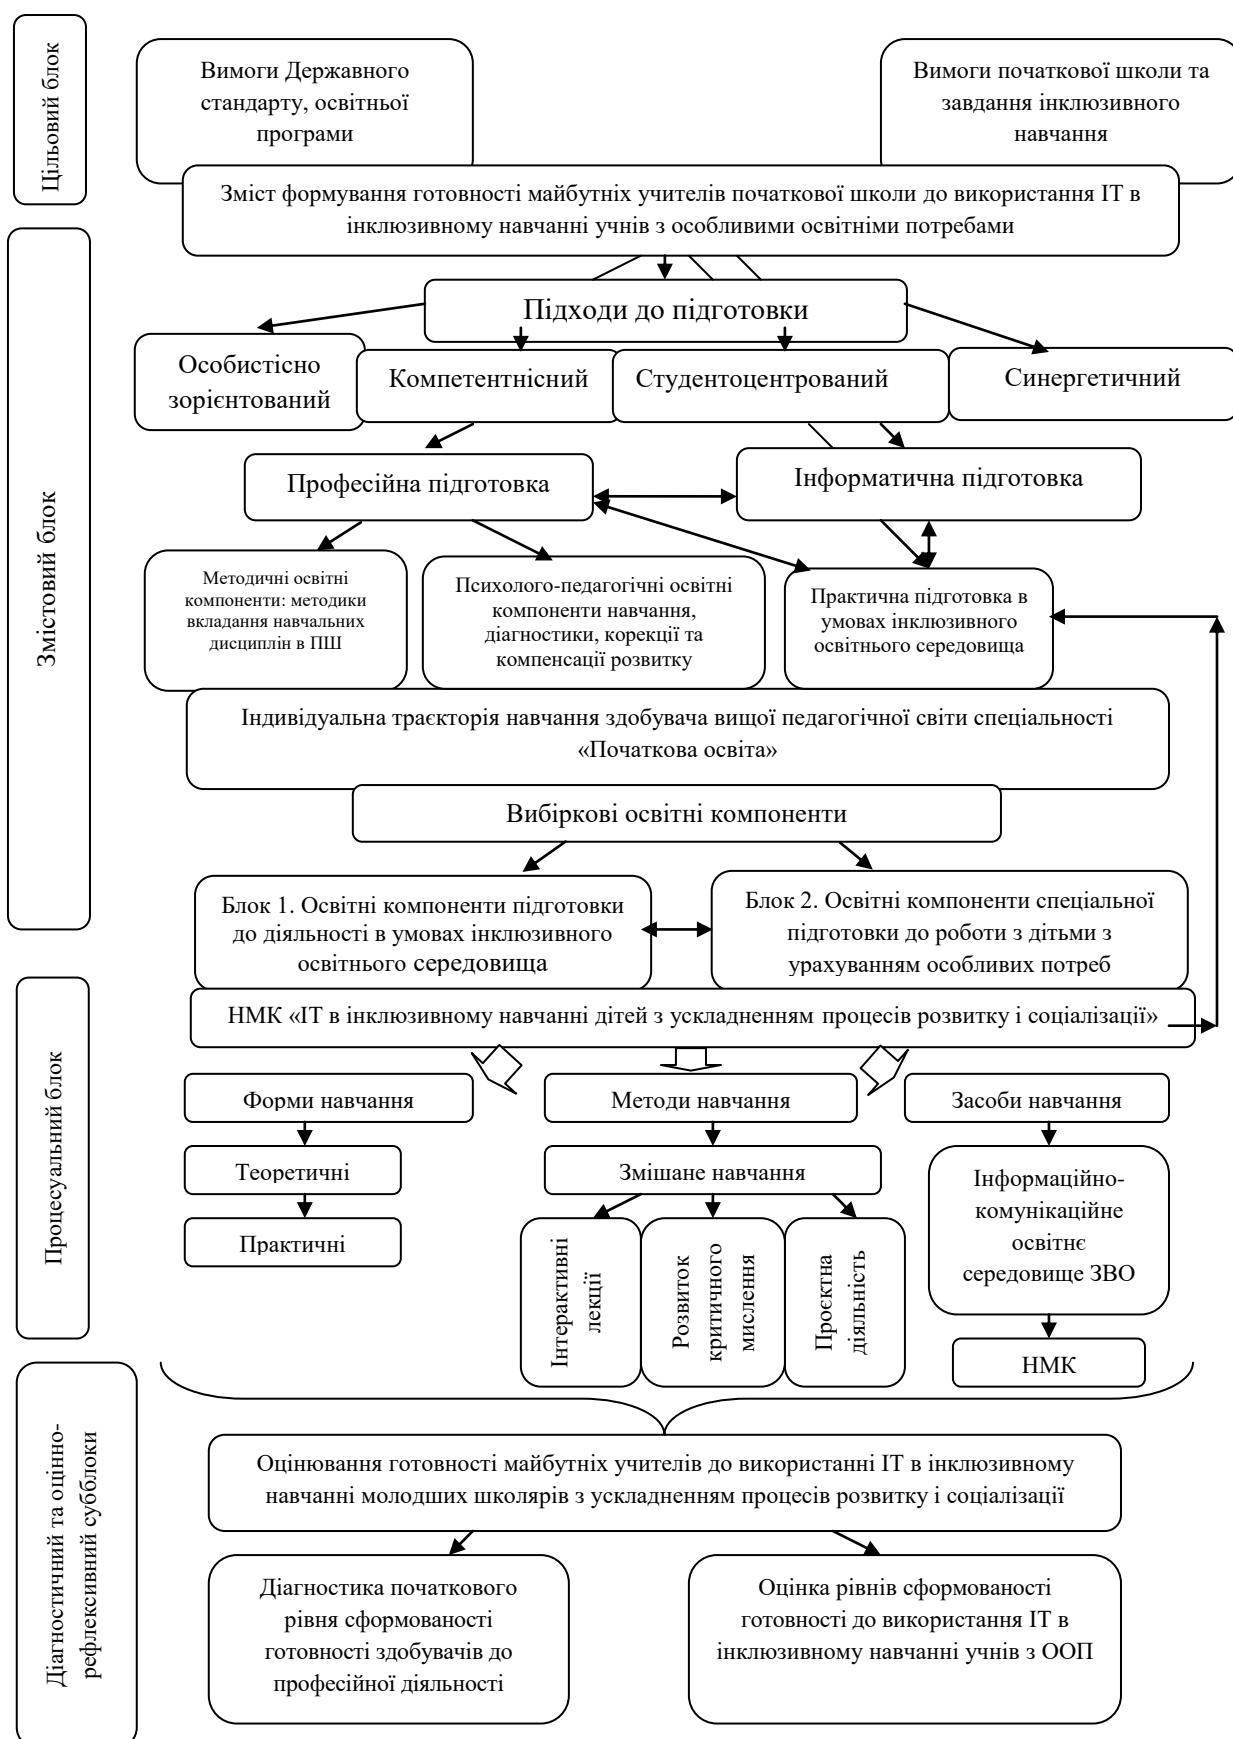 Цільовий блок
Вимоги Державного
стандарту, освітньої
програми
Вимоги початкової школи та
завдання інклюзивного
навчання
Зміст формування готовності майбутніх учителів початкової школи до використання ІТ в
інклюзивному навчанні учнів з особливими освітніми потребами
Змістовий блок
Підходи до підготовки
Особистісно
зорієнтований
Компетентнісний
Студентоцентрований
Синергетичний
Професійна підготовка
Інформатична підготовка
Методичні освітні
компоненти: методики
вкладання навчальних
дисциплін в ПШ
Психолого-педагогічні освітні
компоненти навчання,
діагностики, корекції та
компенсації розвитку
Практична підготовка в
умовах інклюзивного
освітнього середовища
Індивідуальна траєкторія навчання здобувача вищої педагогічної світи спеціальності
«Початкова освіта»
Вибіркові освітні компоненти
Блок 1. Освітні компоненти підготовки
до діяльності в умовах інклюзивного
освітнього середовища
Блок 2. Освітні компоненти спеціальної
підготовки до роботи з дітьми з
урахуванням особливих потреб
Процесуальний блок
НМК «ІТ в інклюзивному навчанні дітей з ускладненням процесів розвитку і соціалізації»
Форми навчання
Методи навчання
Засоби навчання
Теоретичні
Змішане навчання
Практичні
Інтерактивні
лекції
Розвиток
критичного
мислення
Проєктна
діяльність
Інформаційно-
комунікаційне
освітнє
середовище ЗВО
НМК
Діагностичний та оцінно-
рефлексивний субблоки
Оцінювання готовності майбутніх учителів до використанні ІТ в інклюзивному
навчанні молодших школярів з ускладненням процесів розвитку і соціалізації
Діагностика початкового
рівня сформованості
готовності здобувачів до
професійної діяльності
Оцінка рівнів сформованості
готовності до використання ІТ в
інклюзивному навчанні учнів з ООП